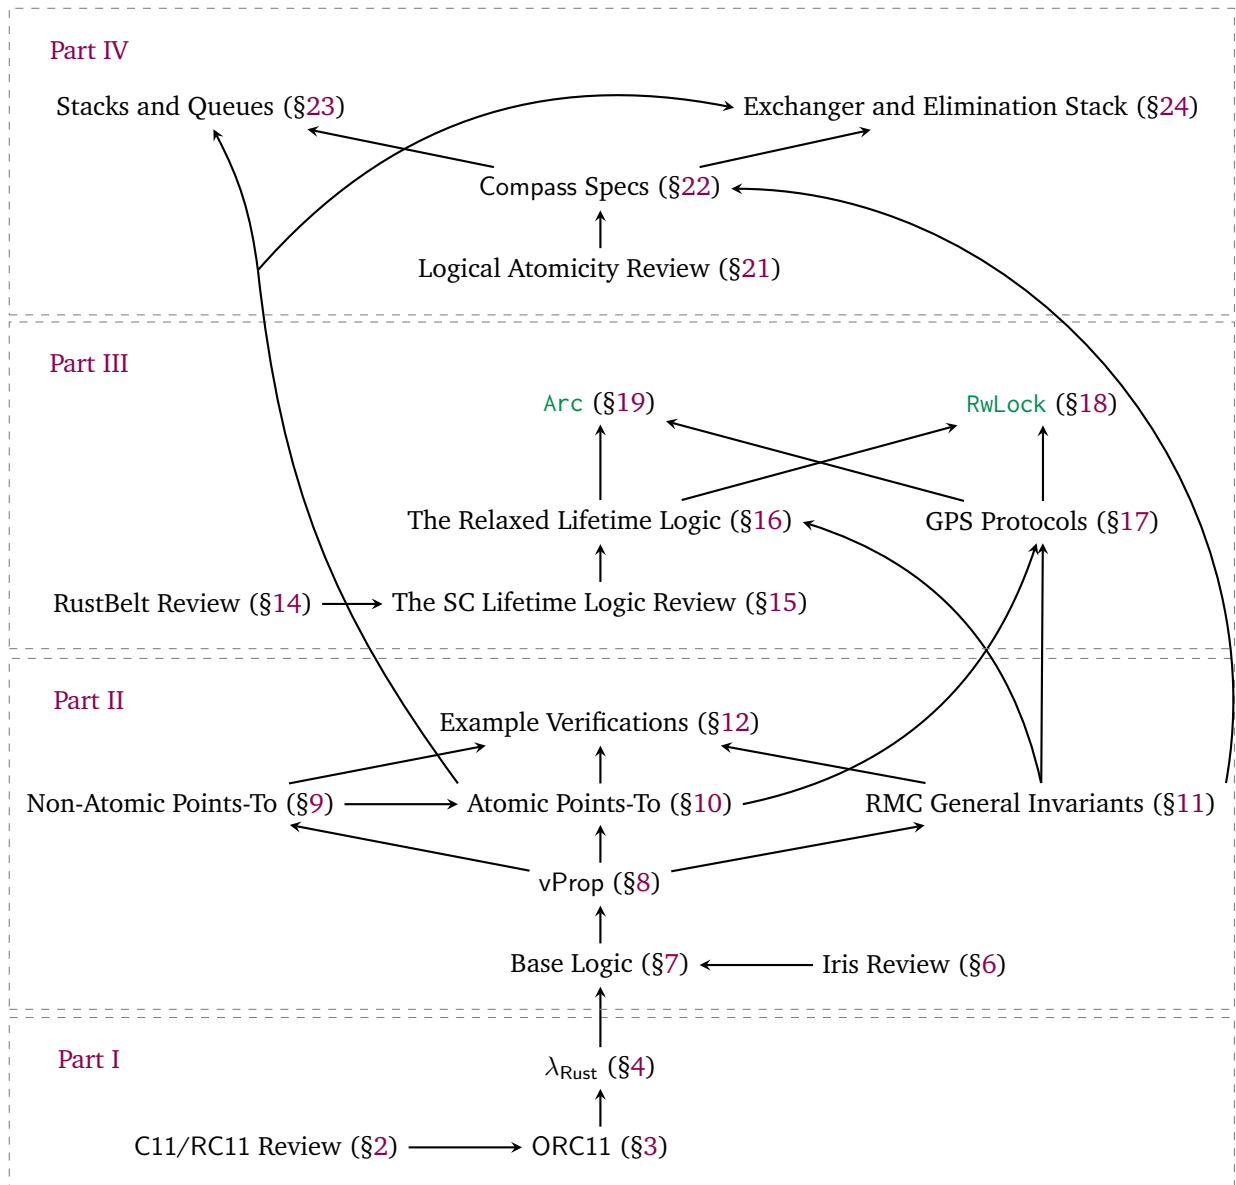 Part IV
Stacks and Queues (§23)
Exchanger and Elimination Stack (§24)
Compass Specs (§22)
Logical Atomicity Review (§21)
Part III
Arc (§19)
RwLock (§18)
The Relaxed Lifetime Logic (§16)
GPS Protocols (§17)
RustBelt Review (§14)
The SC Lifetime Logic Review (§15)
Part II
Example Verifications (§12)
Non-Atomic Points-To (§9)
Atomic Points-To (§10)
RMC General Invariants (§11)
vProp (§8)
Base Logic (§7)
Iris Review (§6)
Part I
λRust (§4)
C11/RC11 Review (§2)
ORC11 (§3)